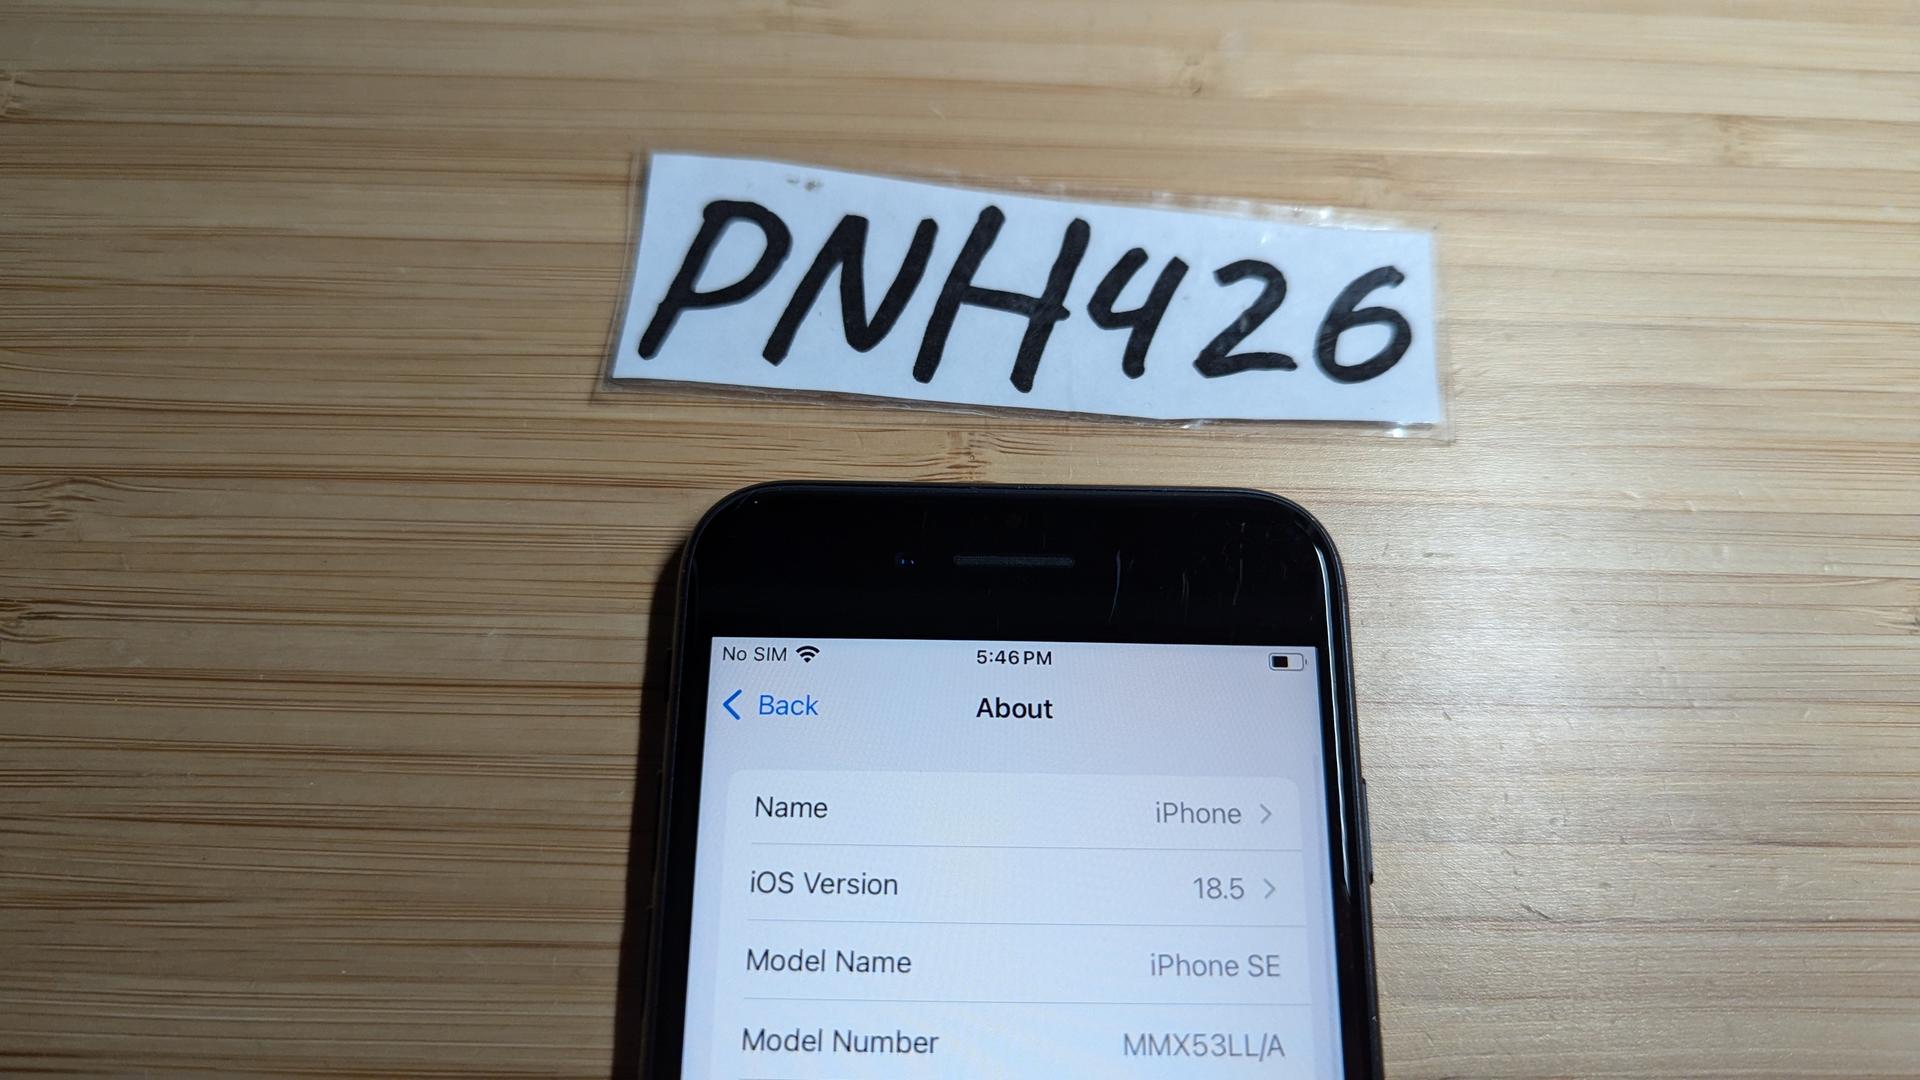 PNH426
No SIM 5:46 PM
Back About
Name iPhone
iOS Version 18.5
Model Name iPhone SE
Model Number MMX53LL/A